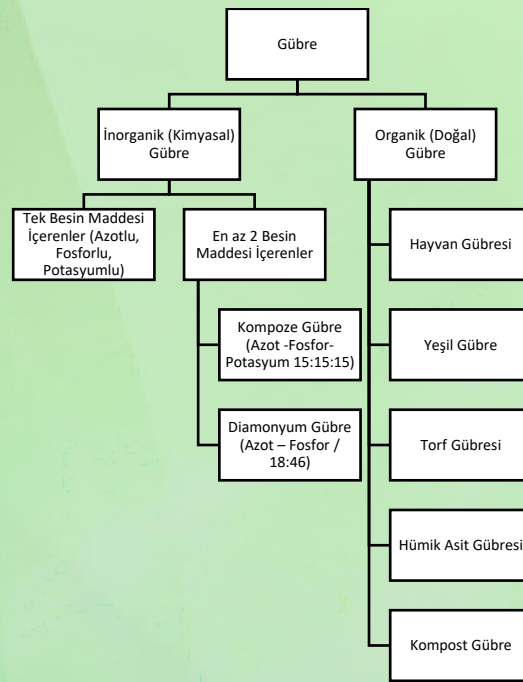 Gübre
İnorganik (Kimyasal)
Gübre
Organik (Doğal)
Gübre
Tek Besin Maddesi
İçerenler (Azotlu,
Fosforlu,
Potasyumlu)
En az 2 Besin
Maddesi İçerenler
Kompoze Gübre
(Azot -Fosfor-
Potasyum 15:15:15)
Diamonyum Gübre
(Azot – Fosfor /
18:46)
Hayvan Gübresi
Yeşil Gübre
Torf Gübresi
Hümik Asit Gübresi
Kompost Gübre